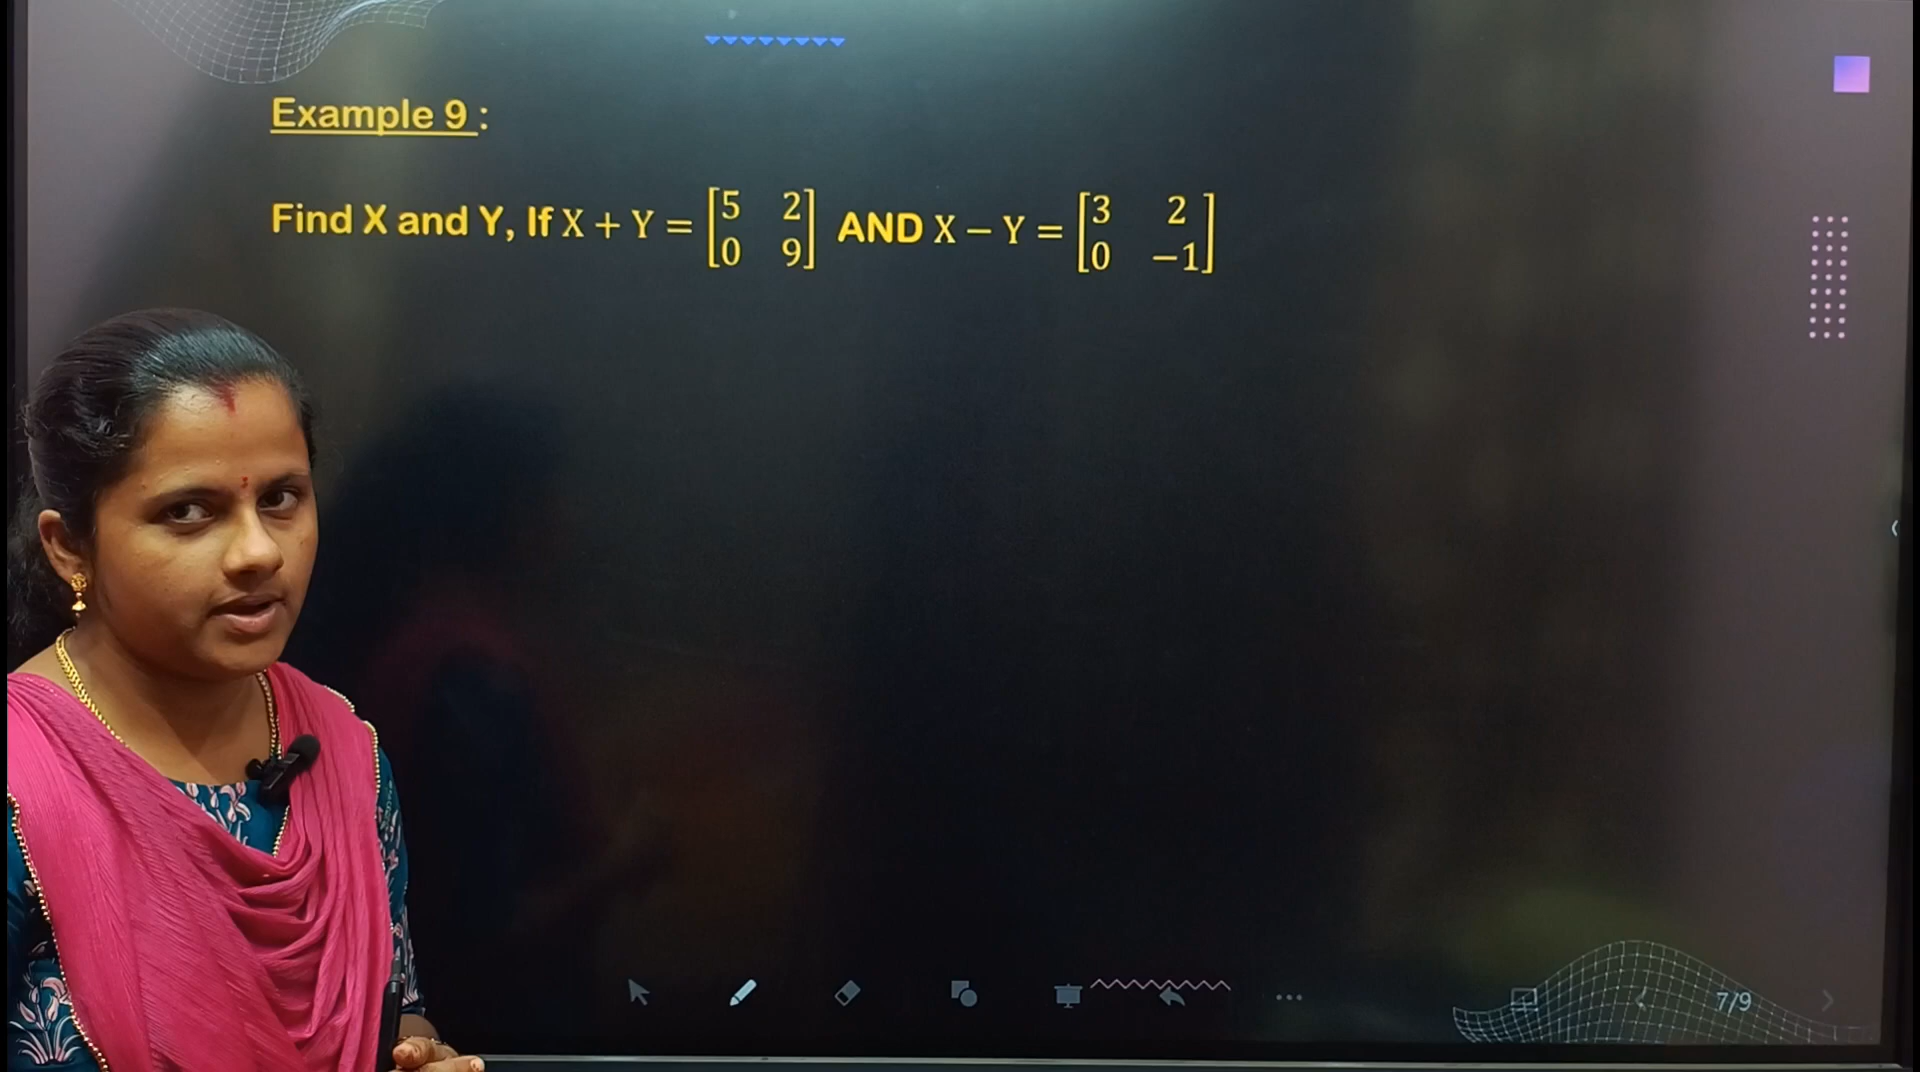 Example 9 :
Find X and Y, If X + Y = [5 2 0 9] AND X − Y = [3 2 0 −1]
7/9